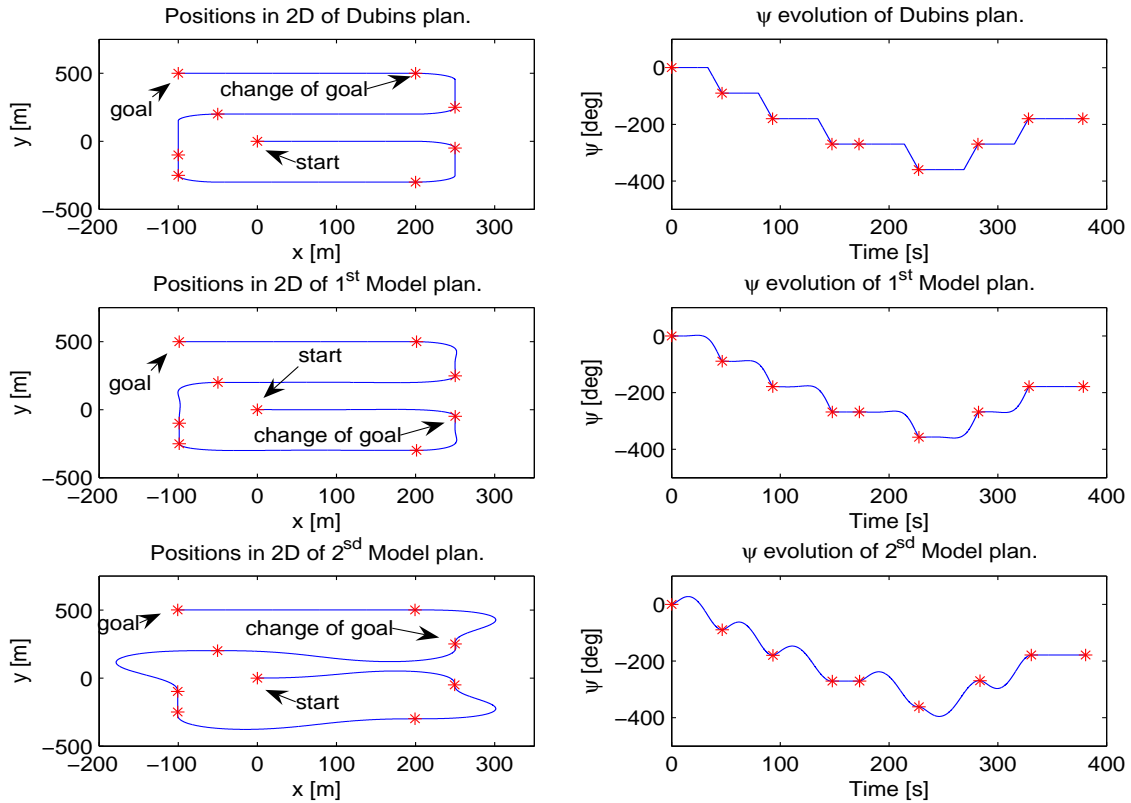 Positions in 2D of Dubins plan.
y [m]
500
0
−500
goal
change of goal
start
−200 −100 0 100 200 300
x [m]
ψ evolution of Dubins plan.
ψ [deg]
0
−200
−400
0 100 200 300 400
Time [s]
Positions in 2D of 1st Model plan.
y [m]
500
0
−500
start
goal
change of goal
−200 −100 0 100 200 300
x [m]
ψ evolution of 1st Model plan.
ψ [deg]
0
−200
−400
0 100 200 300 400
Time [s]
Positions in 2D of 2sd Model plan.
y [m]
500
0
−500
goal
change of goal
start
−200 −100 0 100 200 300
x [m]
ψ evolution of 2sd Model plan.
ψ [deg]
0
−200
−400
0 100 200 300 400
Time [s]